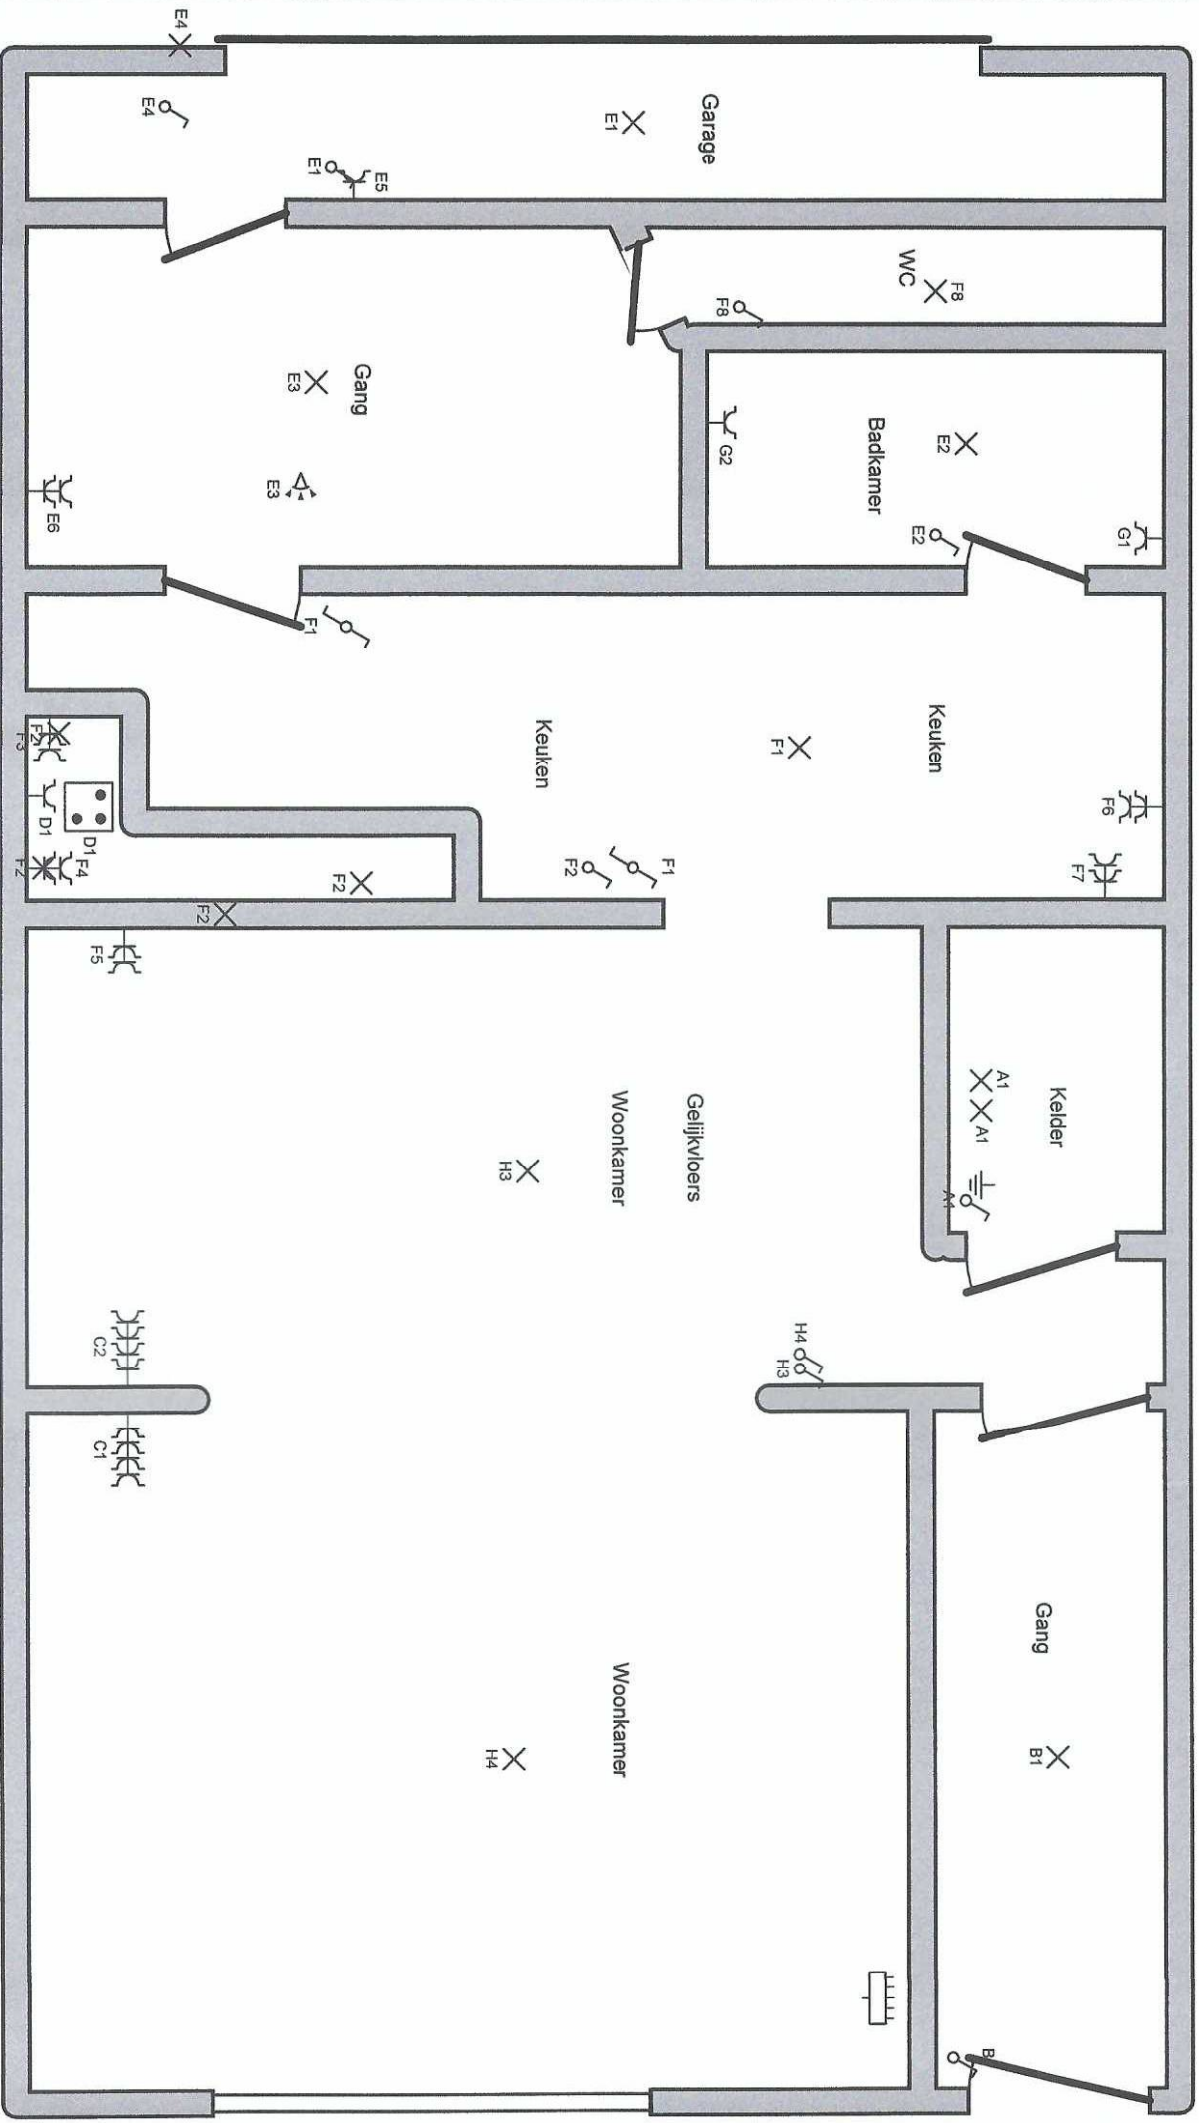 E4
E4
E1
E5
E1
Garage
WC
F8
F8
Gang
E3
E3
E6
G2
Badkamer
E2
E2
G1
F1
Keuken
F1
Keuken
F6
F7
F2
F3
D1
D1
F4
F2
F2
F2
F2
F1
F5
Kelder
A1
A1
A1
Gelijkvloers
Woonkamer
H3
H4
H3
C2
C1
Gang
B1
Woonkamer
H4
B